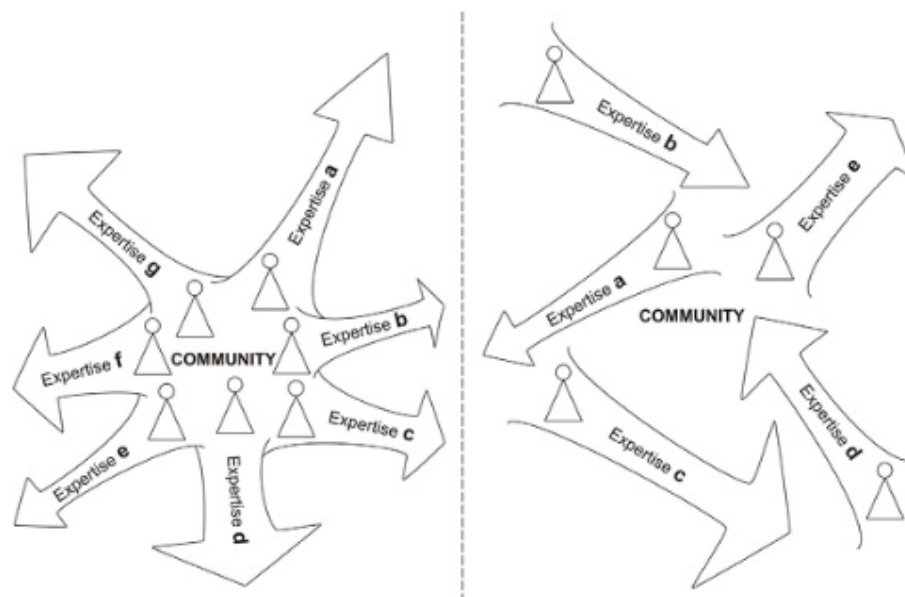 Expertise a
Expertise g
Expertise b
COMMUNITY
Expertise f
Expertise c
Expertise e
Expertise d
Expertise b
Expertise e
Expertise a
COMMUNITY
Expertise d
Expertise c